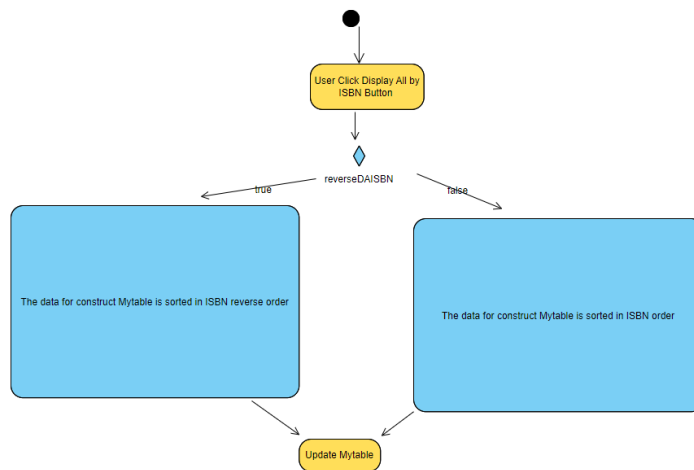 User Click Display All by
ISBN Button
reverseDAISBN
true
false
The data for construct Mytable is sorted in ISBN reverse order
The data for construct Mytable is sorted in ISBN order
Update Mytable